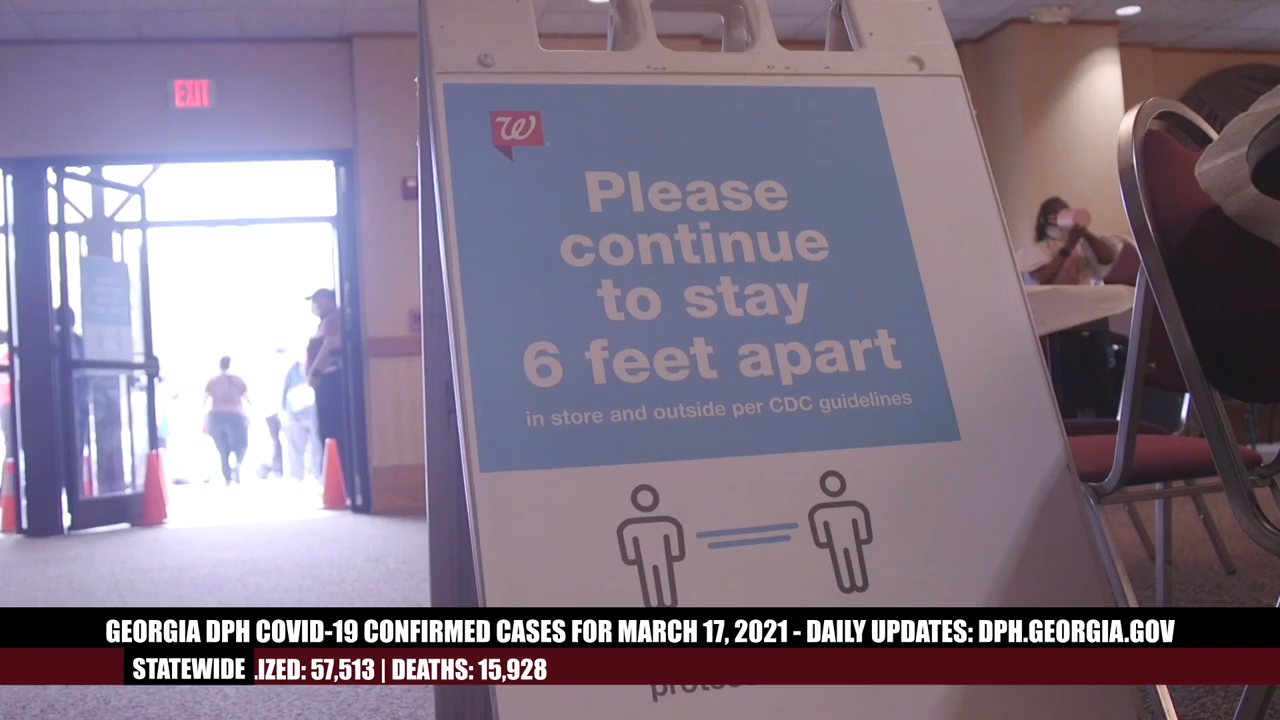 EXIT
W
Please
continue
to stay
6 feet apart
in store and outside per CDC guidelines
GEORGIA DPH COVID-19 CONFIRMED CASES FOR MARCH 17, 2021 - DAILY UPDATES: DPH.GEORGIA.GOV
STATEWIDE .IZED: 57,513 | DEATHS: 15,928